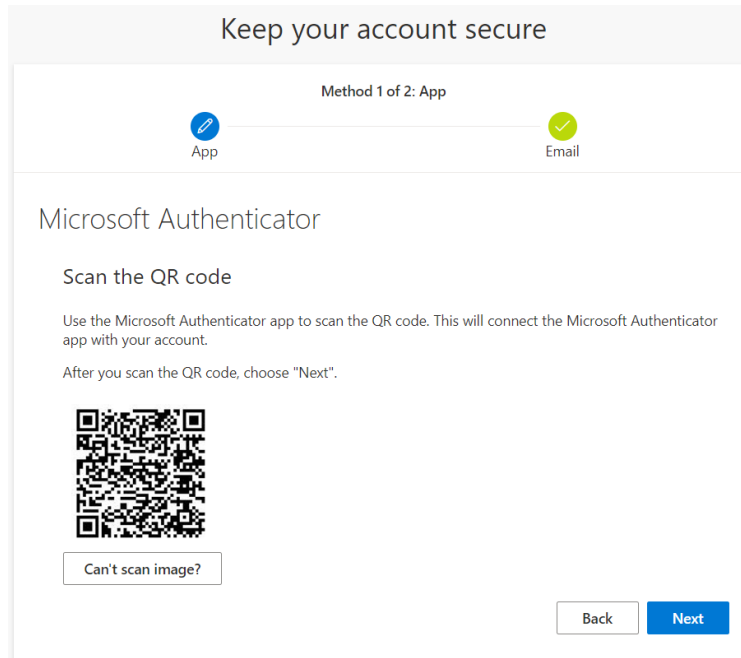 Keep your account secure
Method 1 of 2: App
App
Email
Microsoft Authenticator
Scan the QR code
Use the Microsoft Authenticator app to scan the QR code. This will connect the Microsoft Authenticator
app with your account.
After you scan the QR code, choose "Next".
Can't scan image?
Back
Next